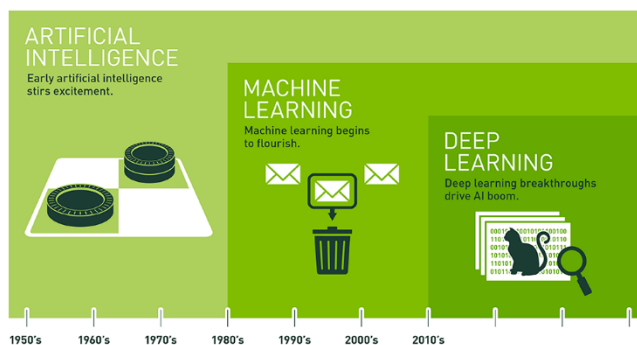 ARTIFICIAL
INTELLIGENCE
Early artificial intelligence
stirs excitement.
MACHINE
LEARNING
Machine learning begins
to flourish.
DEEP
LEARNING
Deep learning breakthroughs
drive AI boom.
1950's 1960's 1970's 1980's 1990's 2000's 2010's